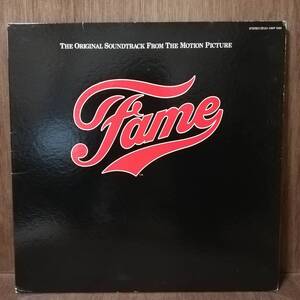 THE ORIGINAL SOUNDTRACK FROM THE MOTION PICTURE
Fame